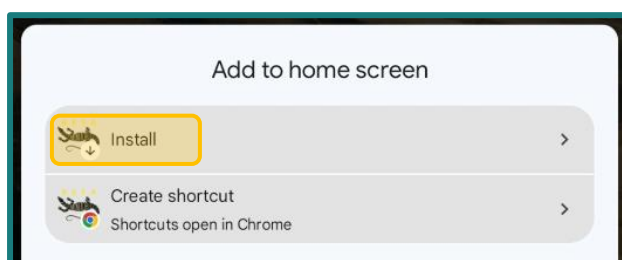 Add to home screen
Install
Create shortcut
Shortcuts open in Chrome